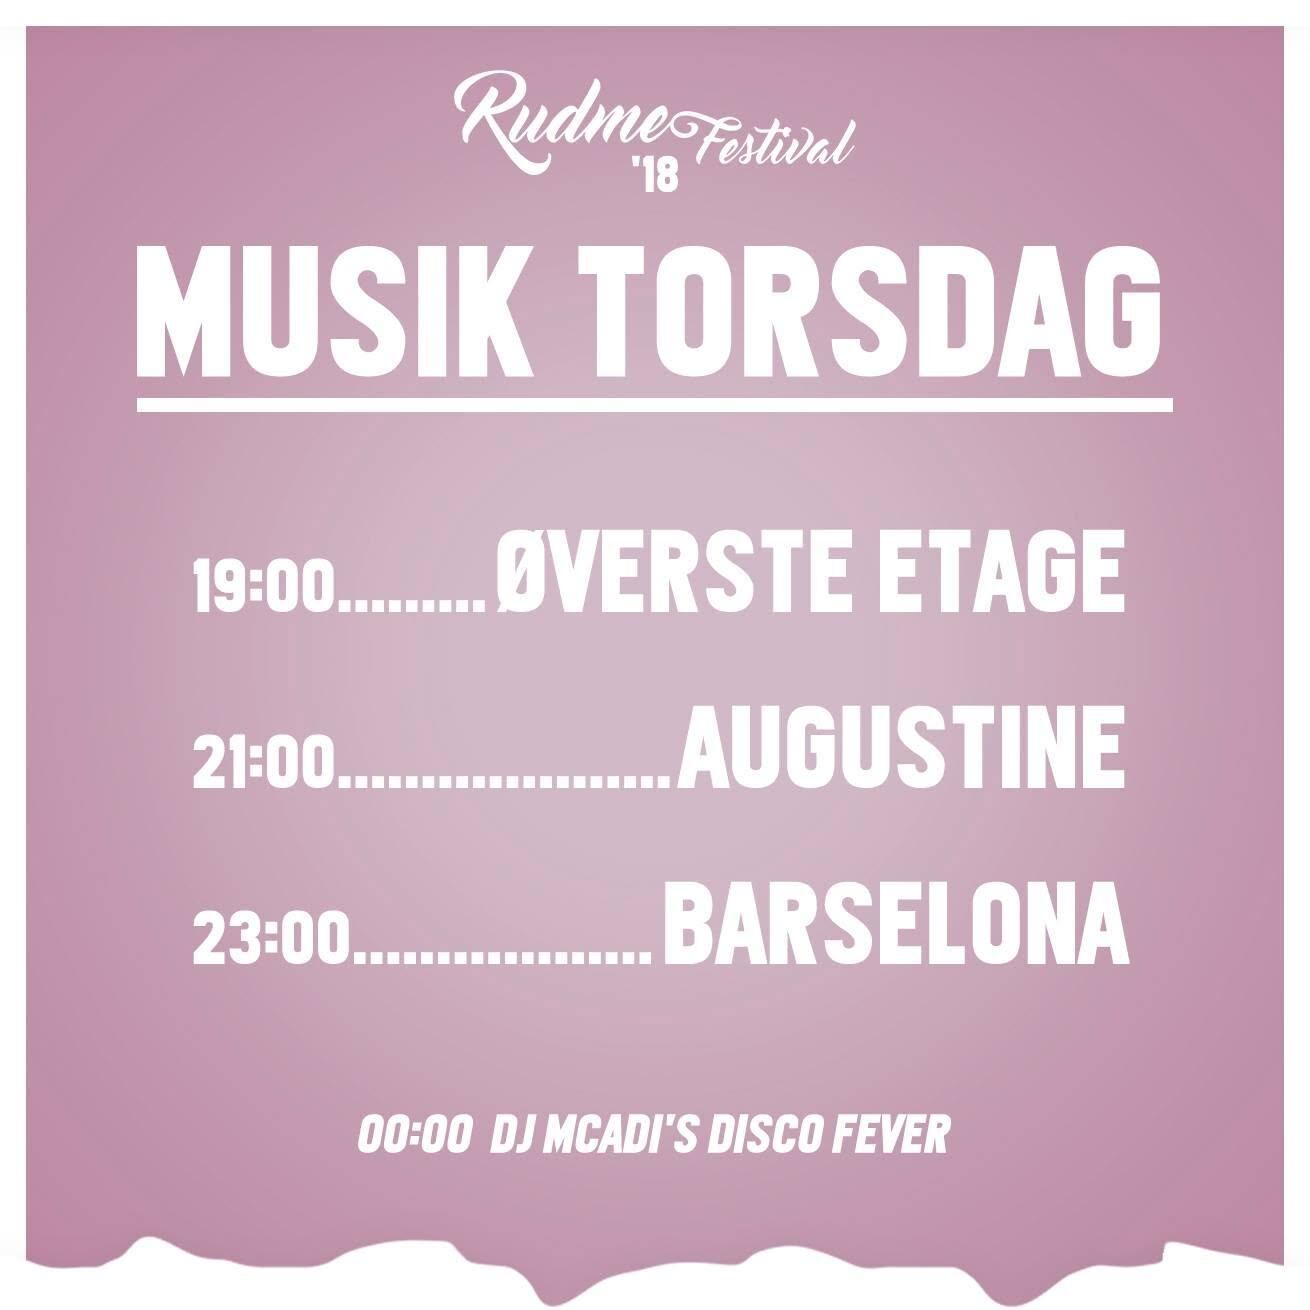 Rudme Festival
'18
MUSIK TORSDAG
19:00.........ØVERSTE ETAGE
21:00....................AUGUSTINE
23:00..................BARSELONA
00:00 DJ MCADI'S DISCO FEVER